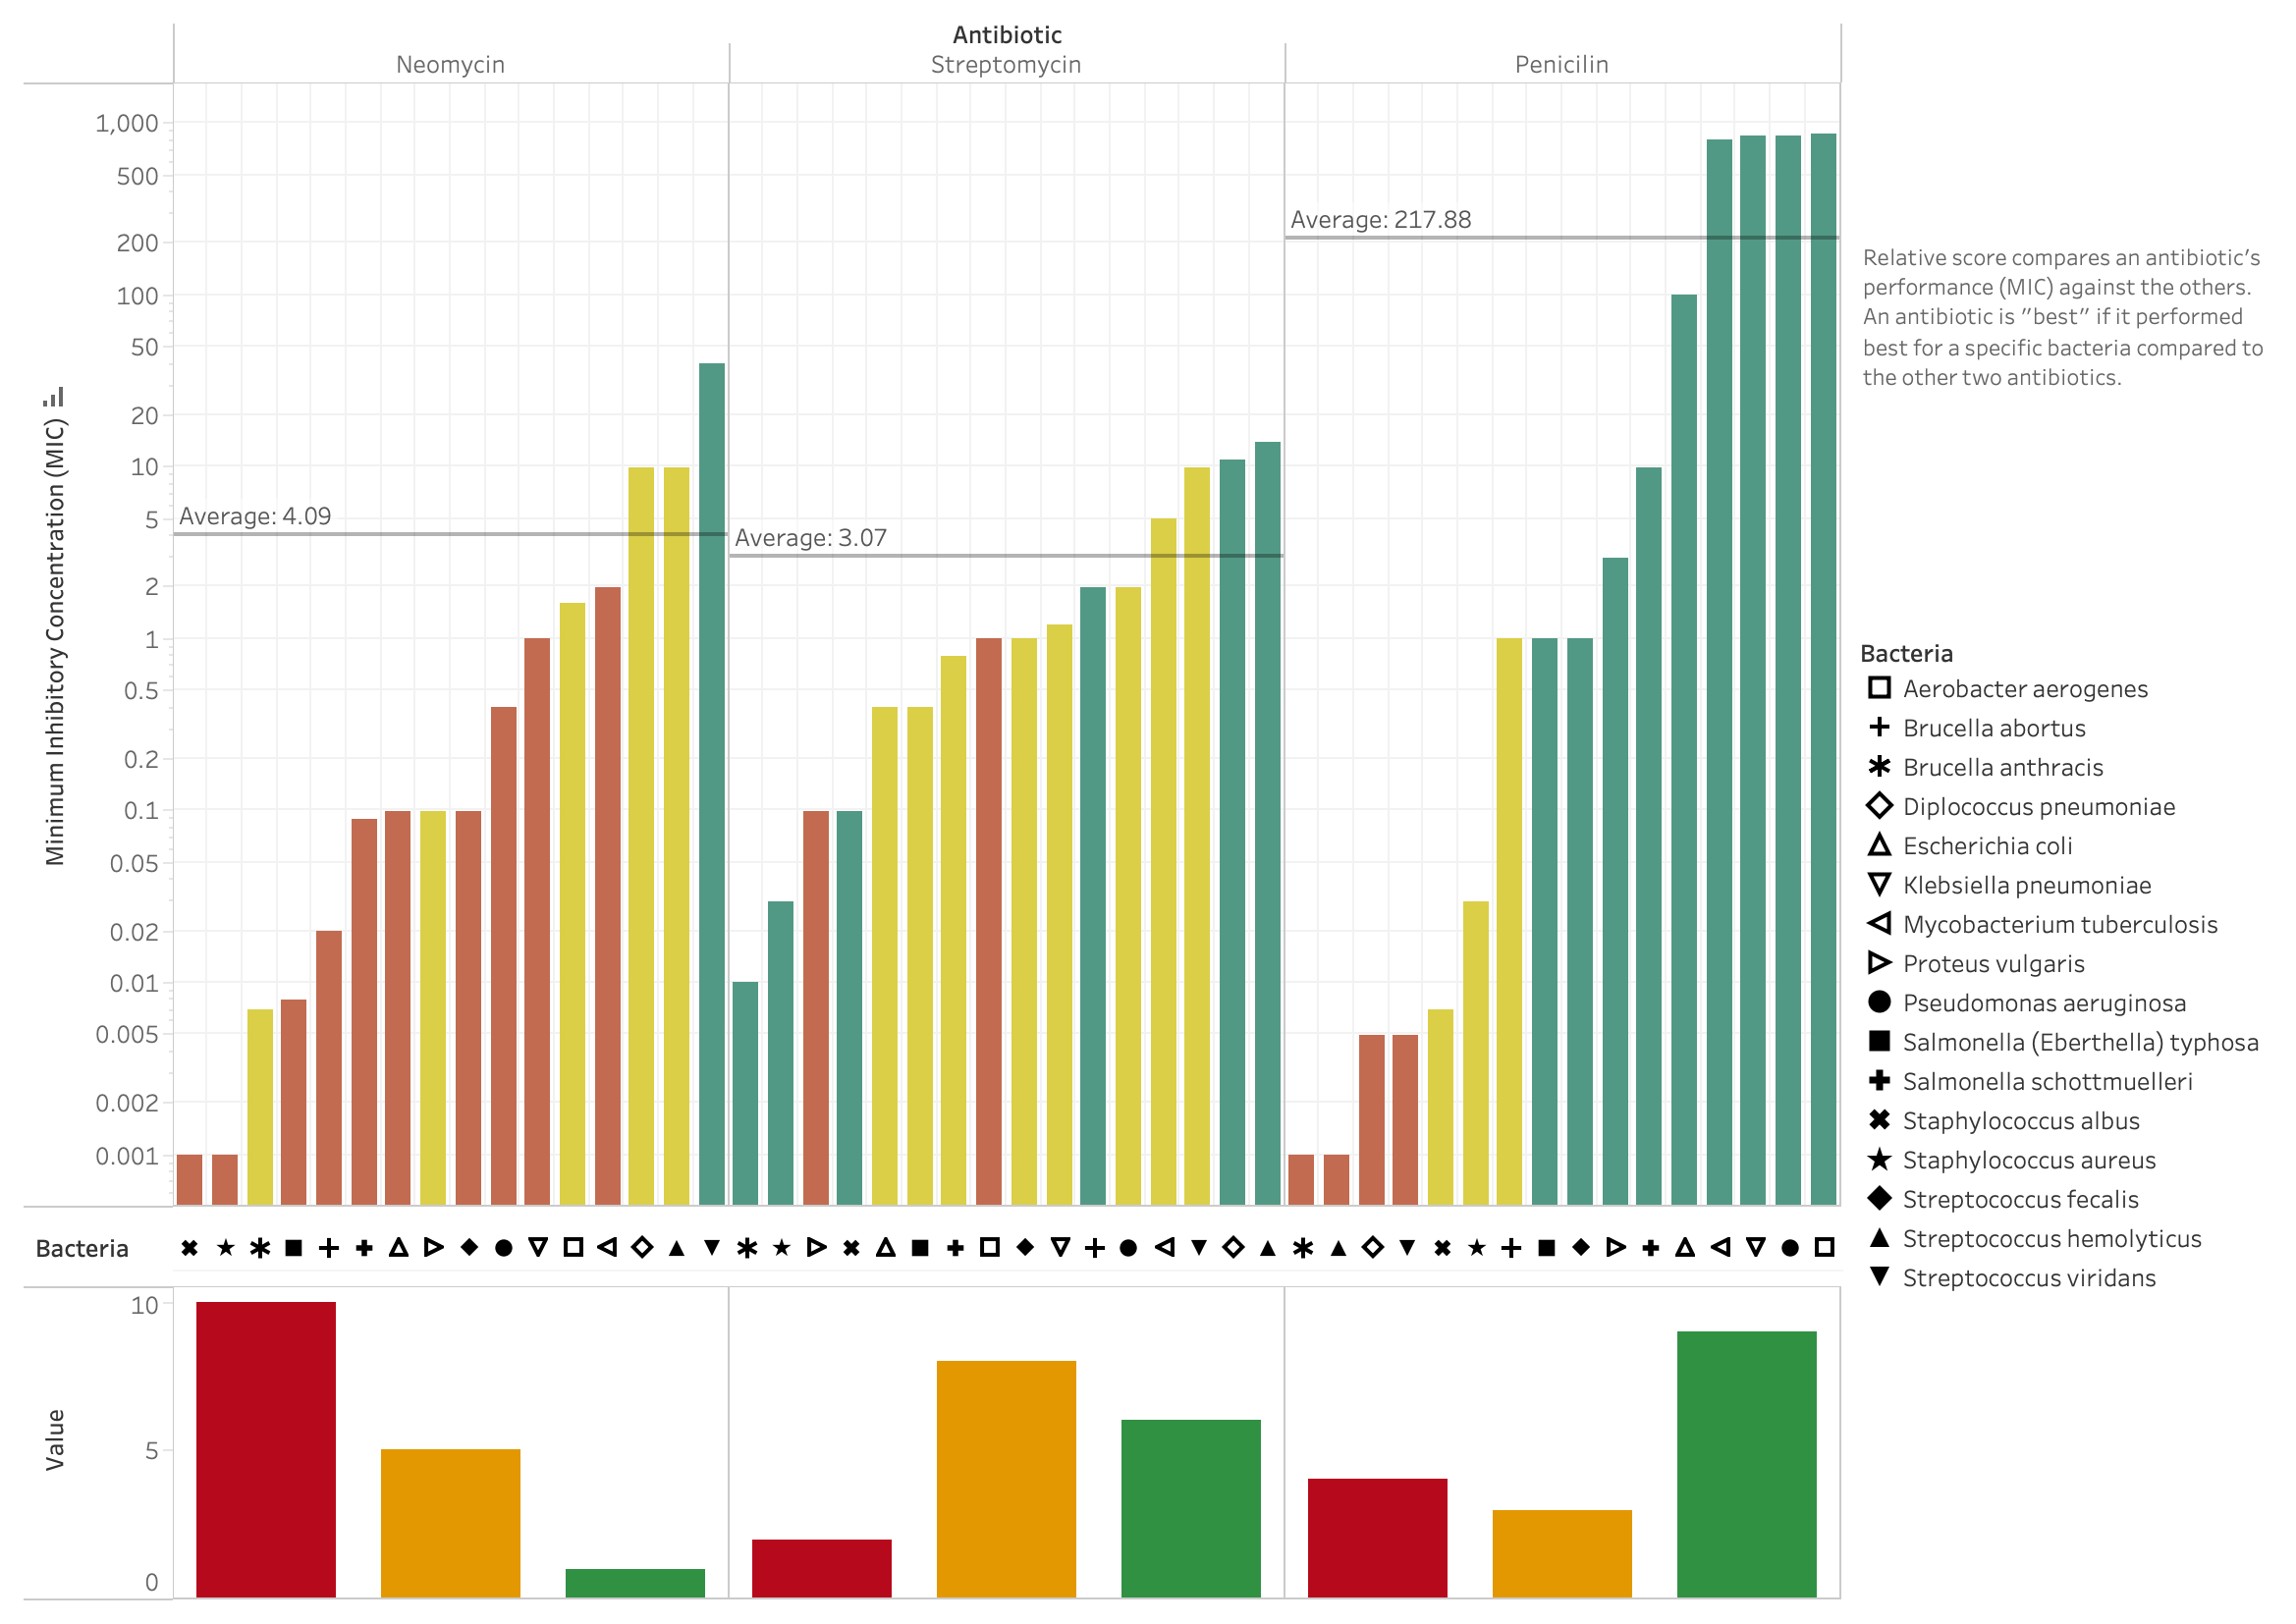 Antibiotic
Neomycin
Streptomycin
Penicilin
1,000
500
200
100
50
20
10
5
2
1
0.5
0.2
0.1
0.05
0.02
0.01
0.005
0.002
0.001
Minimum Inhibitory Concentration (MIC)
Average: 4.09
Average: 3.07
Average: 217.88
Relative score compares an antibiotic's
performance (MIC) against the others.
An antibiotic is "best" if it performed
best for a specific bacteria compared to
the other two antibiotics.
Bacteria
Aerobacter aerogenes
Brucella abortus
Brucella anthracis
Diplococcus pneumoniae
Escherichia coli
Klebsiella pneumoniae
Mycobacterium tuberculosis
Proteus vulgaris
Pseudomonas aeruginosa
Salmonella (Eberthella) typhosa
Salmonella schottmuelleri
Staphylococcus albus
Staphylococcus aureus
Streptococcus fecalis
Streptococcus hemolyticus
Streptococcus viridans
Bacteria
10
5
0
Value